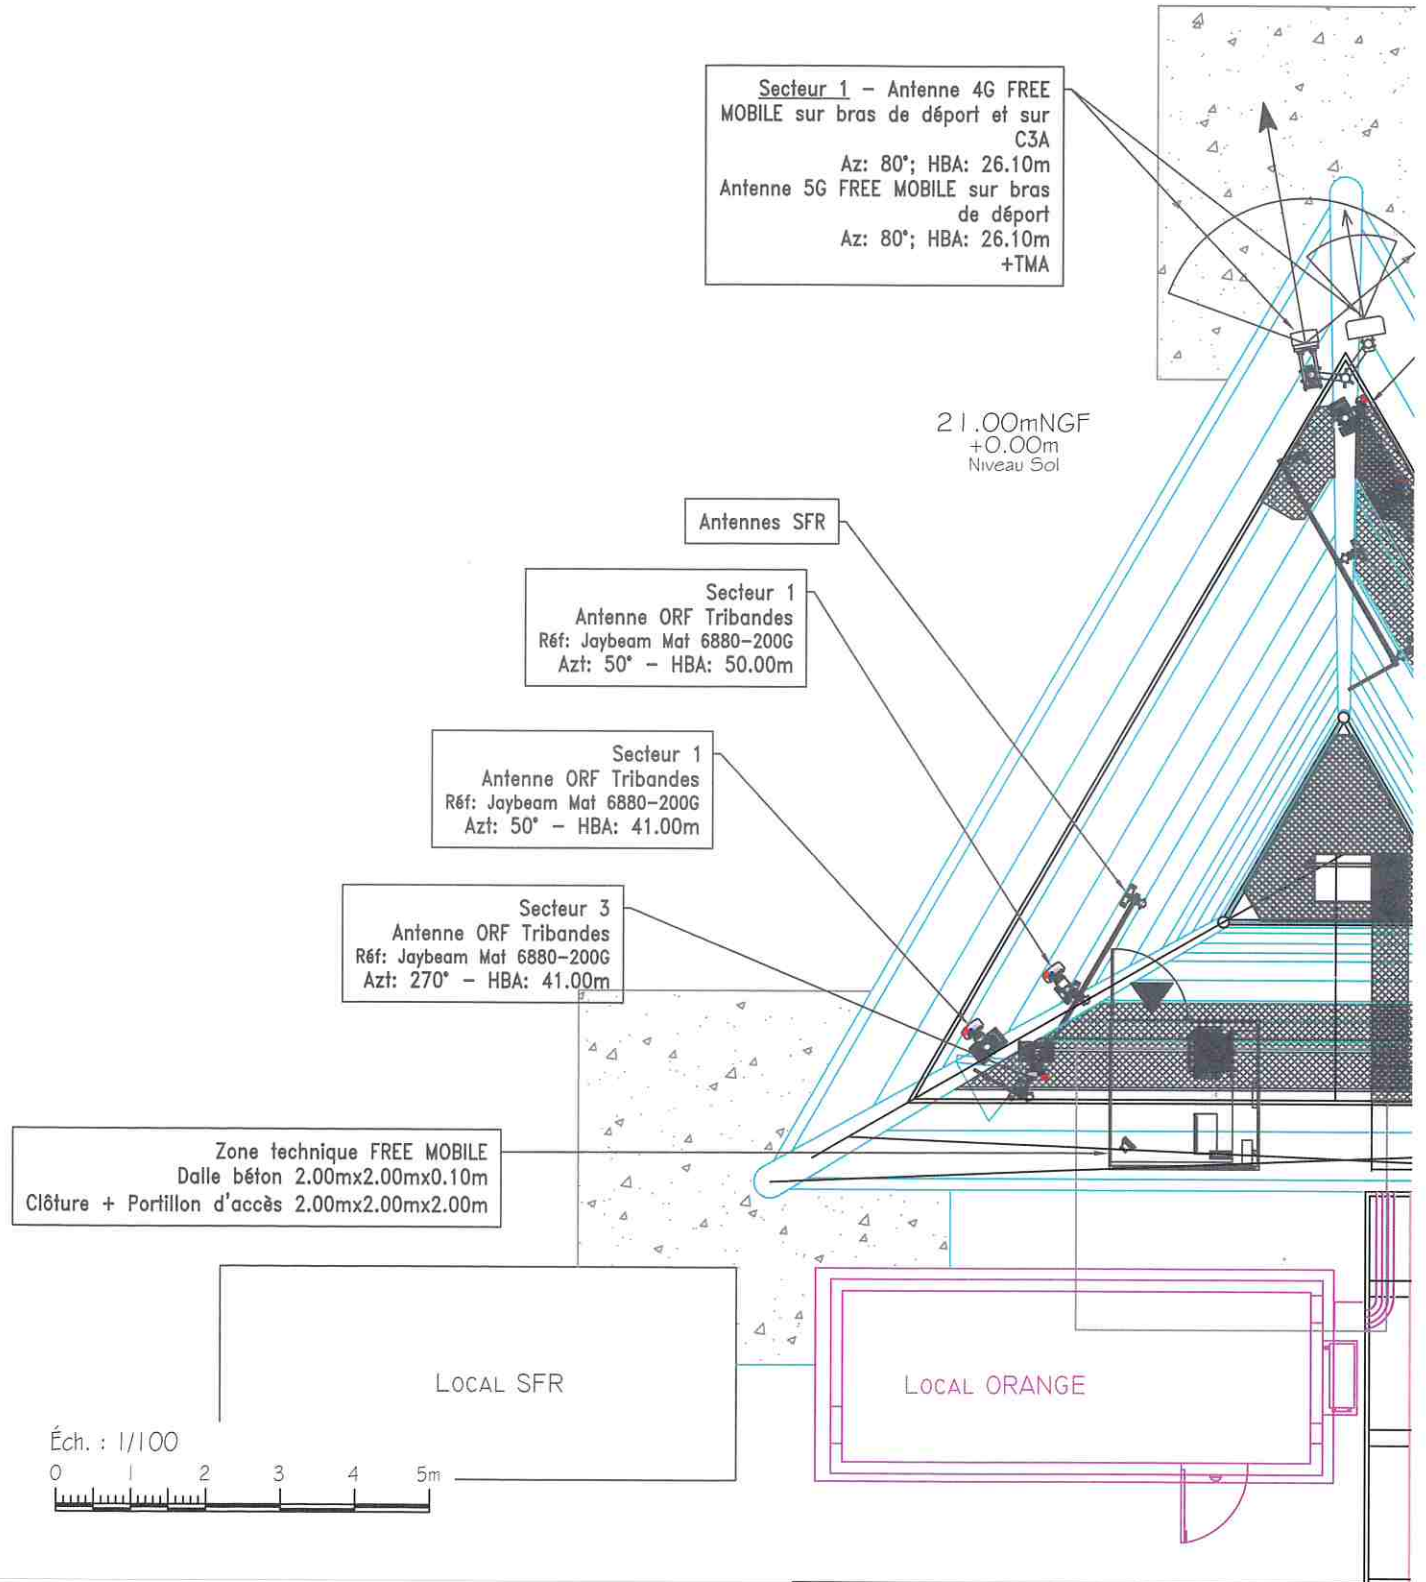 Secteur 1 - Antenne 4G FREE
MOBILE sur bras de déport et sur
C3A
Az: 80°; HBA: 26.10m
Antenne 5G FREE MOBILE sur bras
de déport
Az: 80°; HBA: 26.10m
+TMA
21.00mNGF
+0.00m
Niveau Sol
Antennes SFR
Secteur 1
Antenne ORF Tribandes
Réf: Jaybeam Mat 6880-200G
Azt: 50° - HBA: 50.00m
Secteur 1
Antenne ORF Tribandes
Réf: Jaybeam Mat 6880-200G
Azt: 50° - HBA: 41.00m
Secteur 3
Antenne ORF Tribandes
Réf: Jaybeam Mat 6880-200G
Azt: 270° - HBA: 41.00m
Zone technique FREE MOBILE
Dalle béton 2.00mx2.00mx0.10m
Clôture + Portillon d'accès 2.00mx2.00mx2.00m
LOCAL SFR
LOCAL ORANGE
Éch. : 1/100
0 1 2 3 4 5m